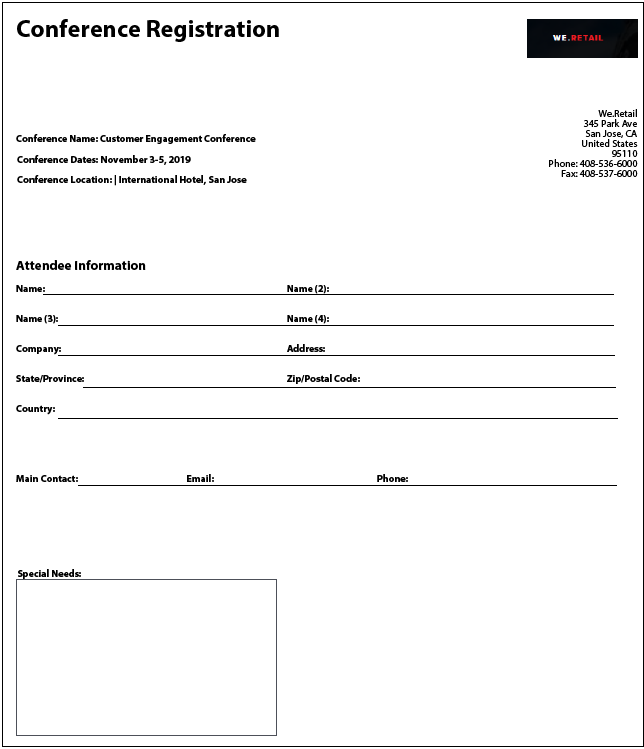 Conference Registration
WE.RETAIL
We.Retail
345 Park Ave
San Jose, CA
United States
95110
Phone: 408-536-6000
Fax: 408-537-6000
Conference Name: Customer Engagement Conference
Conference Dates: November 3-5, 2019
Conference Location: | International Hotel, San Jose
Attendee Information
Name: Name (2):
Name (3): Name (4):
Company: Address:
State/Province: Zip/Postal Code:
Country:
Main Contact: Email: Phone:
Special Needs: